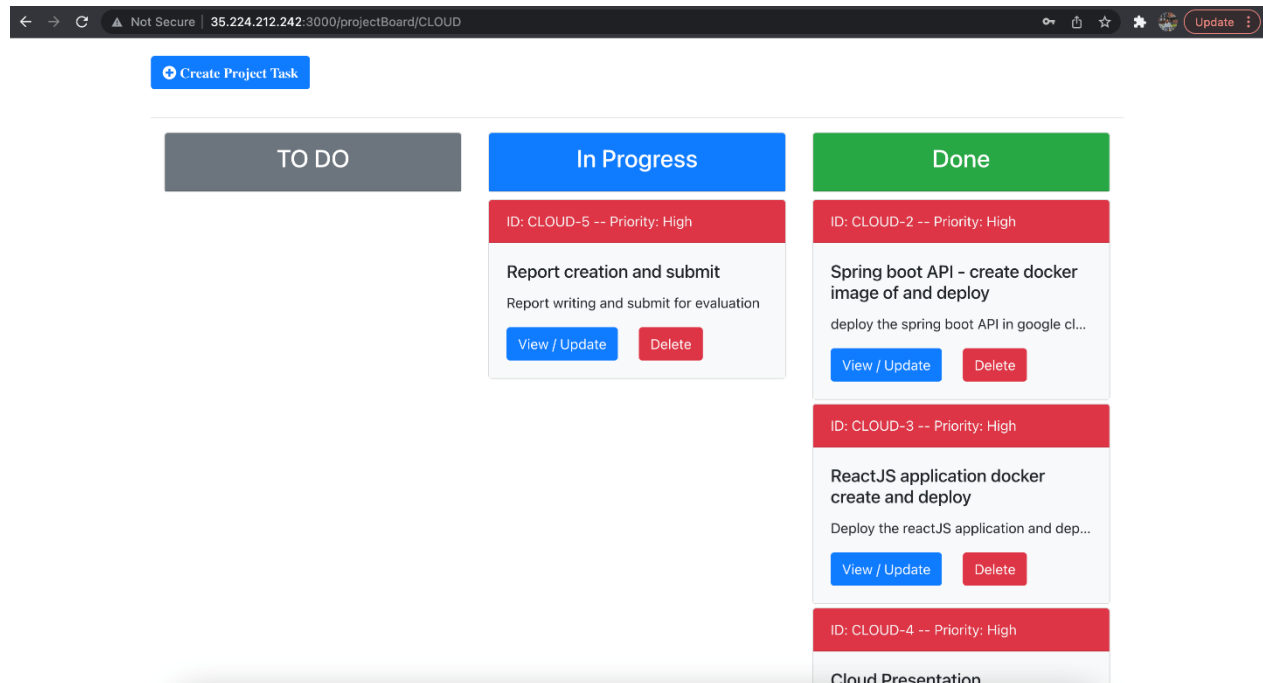 Not Secure | 35.224.212.242:3000/projectBoard/CLOUD
Update
Create Project Task
TO DO
In Progress
ID: CLOUD-5 -- Priority: High
Report creation and submit
Report writing and submit for evaluation
View / Update
Delete
Done
ID: CLOUD-2 -- Priority: High
Spring boot API - create docker
image of and deploy
deploy the spring boot API in google cl...
View / Update
Delete
ID: CLOUD-3 -- Priority: High
ReactJS application docker
create and deploy
Deploy the reactJS application and dep...
View / Update
Delete
ID: CLOUD-4 -- Priority: High
Cloud Presentation